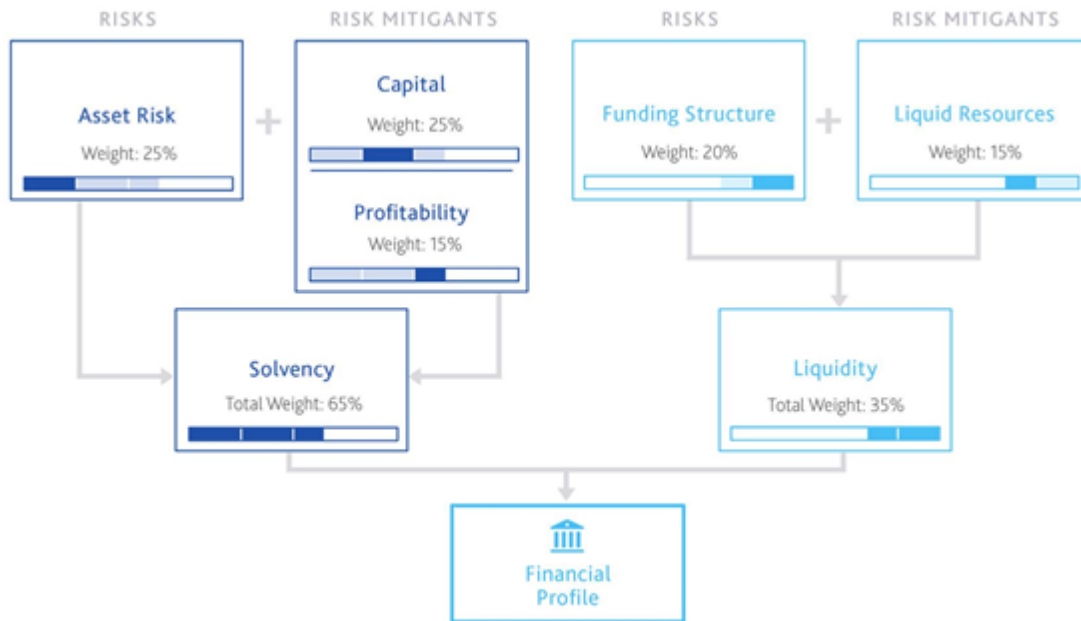 RISKS
RISK MITIGANTS
RISKS
RISK MITIGANTS
Asset Risk
Weight: 25%
+
Capital
Weight: 25%
Profitability
Weight: 15%
Funding Structure
Weight: 20%
+
Liquid Resources
Weight: 15%
Solvency
Total Weight: 65%
Liquidity
Total Weight: 35%
Financial
Profile